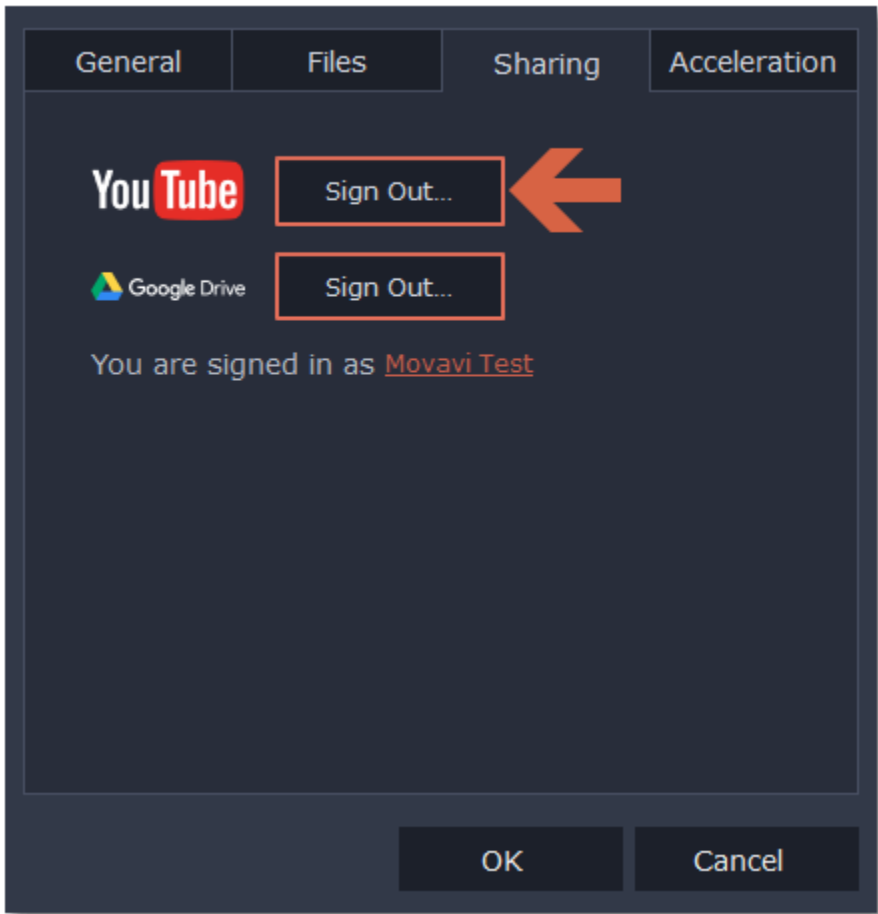 General Files Sharing Acceleration
YouTube Sign Out...
Google Drive Sign Out...
You are signed in as Movavi Test
OK Cancel